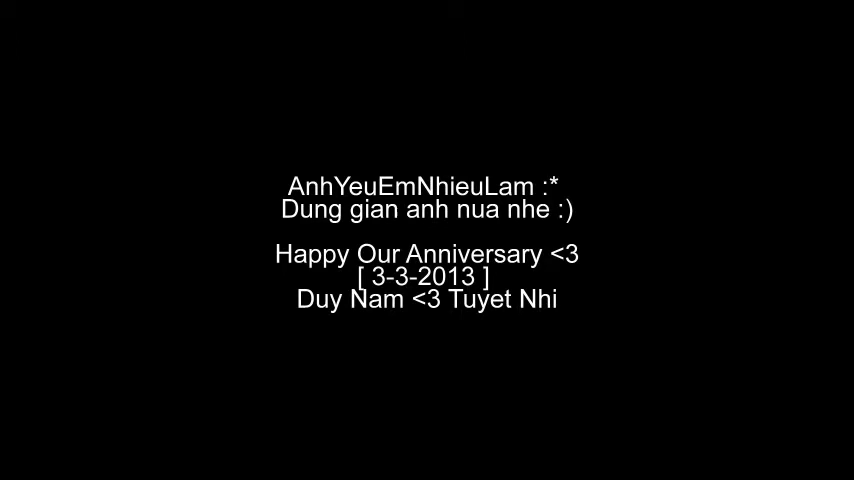 AnhYeuEmNhieuLam :*
Dung gian anh nua nhe :)
Happy Our Anniversary <3
[ 3-3-2013 ]
Duy Nam <3 Tuyet Nhi